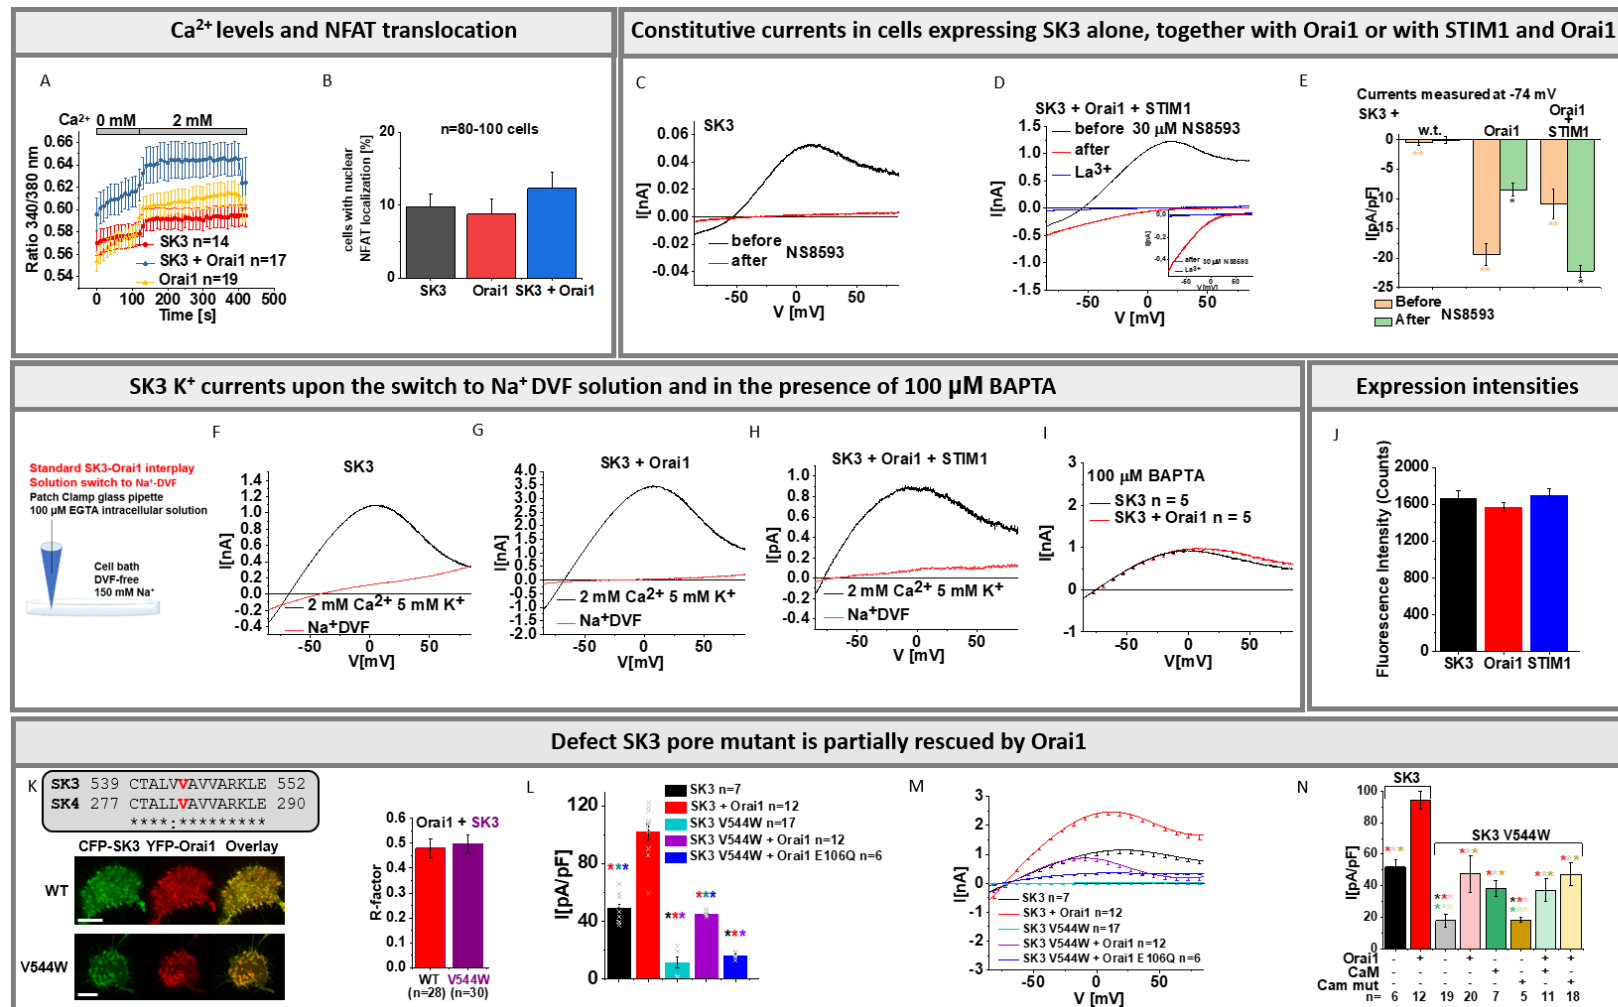 Ca²⁺ levels and NFAT translocation
A
Ca²⁺ 0 mM 2 mM
0.66
0.64
0.62
0.60
0.58
0.56
0.54
Ratio 340/380 nm
SK3 n=14
SK3 + Orai1 n=17
Orai1 n=19
0 100 200 300 400 500
Time [s]
B
n=80-100 cells
20
10
0
cells with nuclear
NFAT localization [%]
SK3 Orai1 SK3 + Orai1
Constitutive currents in cells expressing SK3 alone, together with Orai1 or with STIM1 and Orai1
C
SK3
0.06
0.04
0.02
0.00
-0.02
-0.04
I[nA]
before
after
NS8593
-50 0 50
V [mV]
D
SK3 + Orai1 + STIM1
before 30 µM NS8593
after
La³⁺
1.5
1.0
0.5
0.0
-0.5
-1.0
-1.5
I[nA]
0,0
-0,2
-0,4
I[nA]
after 30 µM NS8593
La³⁺
-50 0 50
V[mV]
-50 0 50
V [mV]
E
Currents measured at -74 mV
SK3 +
w.t. Orai1 Orai1
+
STIM1
0
-5
-10
-15
-20
-25
I[pA/pF]
** ** * ** *
Before
After
NS8593
SK3 K⁺ currents upon the switch to Na⁺ DVF solution and in the presence of 100 µM BAPTA
Standard SK3-Orai1 interplay
Solution switch to Na⁺-DVF
Patch Clamp glass pipette
100 µM EGTA intracellular solution
Cell bath
DVF-free
150 mM Na⁺
F
SK3
1.4
1.2
1.0
0.8
0.6
0.4
0.2
0.0
-0.2
-0.4
I[nA]
2 mM Ca²⁺ 5 mM K⁺
Na⁺DVF
-50 0 50
V[mV]
G
SK3 + Orai1
4.5
4.0
3.5
3.0
2.5
2.0
1.5
1.0
0.5
0.0
-0.5
-1.0
-1.5
-2.0
I[nA]
2 mM Ca²⁺ 5 mM K⁺
Na⁺DVF
-50 0 50
V[mV]
H
SK3 + Orai1 + STIM1
1.0
0.8
0.6
0.4
0.2
0.0
-0.2
-0.4
I[pA]
2 mM Ca²⁺ 5 mM K⁺
Na⁺DVF
-50 0 50
V [mV]
I
100 µM BAPTA
SK3 n = 5
SK3 + Orai1 n = 5
3
2
1
0
-1
I[nA]
-50 0 50
V[mV]
Expression intensities
J
2000
1600
1200
800
400
0
Fluorescence Intensity (Counts)
SK3 Orai1 STIM1
Defect SK3 pore mutant is partially rescued by Orai1
K
SK3 539 CTALVVAVVARKLE 552
SK4 277 CTALLVAVVARKLE 290
****:*********
CFP-SK3 YFP-Orai1 Overlay
WT
V544W
Orai1 + SK3
0.5
0.4
0.3
0.2
0.1
0.0
R-factor
WT V544W
(n=28) (n=30)
L
120
80
40
0
I[pA/pF]
SK3 n=7
SK3 + Orai1 n=12
SK3 V544W n=17
SK3 V544W + Orai1 n=12
SK3 V544W + Orai1 E106Q n=6
*** *** *** ***
M
3
2
1
0
-1
-2
-3
I[nA]
SK3 n=7
SK3 + Orai1 n=12
SK3 V544W n=17
SK3 V544W + Orai1 n=12
SK3 V544W + Orai1 E106Q n=6
-50 0 50
V [mV]
N
SK3
SK3 V544W
100
80
60
40
20
0
I[pA/pF]
Orai1 - + - + - - + +
CaM - - - - + - + -
Cam mut - - - - - + - +
n= 6 12 19 20 7 5 11 18